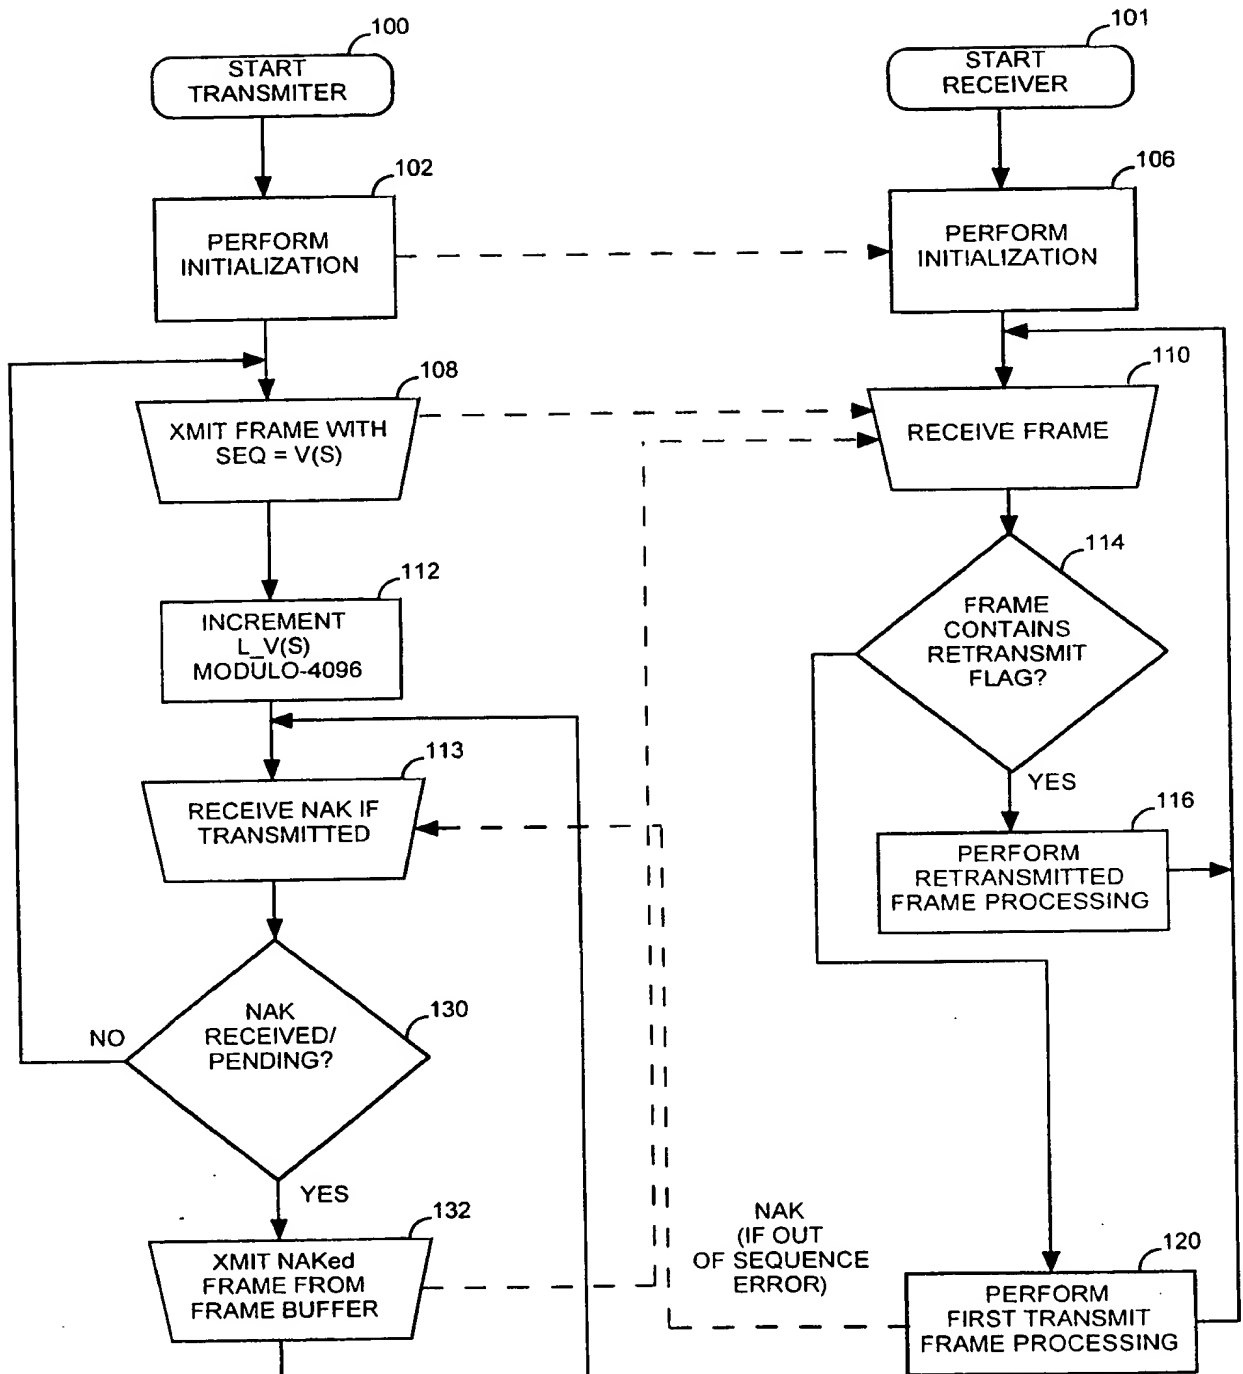 100
START
TRANSMITER
101
START
RECEIVER
102
PERFORM
INITIALIZATION
106
PERFORM
INITIALIZATION
108
XMIT FRAME WITH
SEQ = V(S)
110
RECEIVE FRAME
112
INCREMENT
L_V(S)
MODULO-4096
114
FRAME
CONTAINS
RETRANSMIT
FLAG?
YES
113
RECEIVE NAK IF
TRANSMITTED
116
PERFORM
RETRANSMITTED
FRAME PROCESSING
130
NAK
RECEIVED/
PENDING?
NO
YES
132
XMIT NAKed
FRAME FROM
FRAME BUFFER
NAK
(IF OUT
OF SEQUENCE
ERROR)
120
PERFORM
FIRST TRANSMIT
FRAME PROCESSING